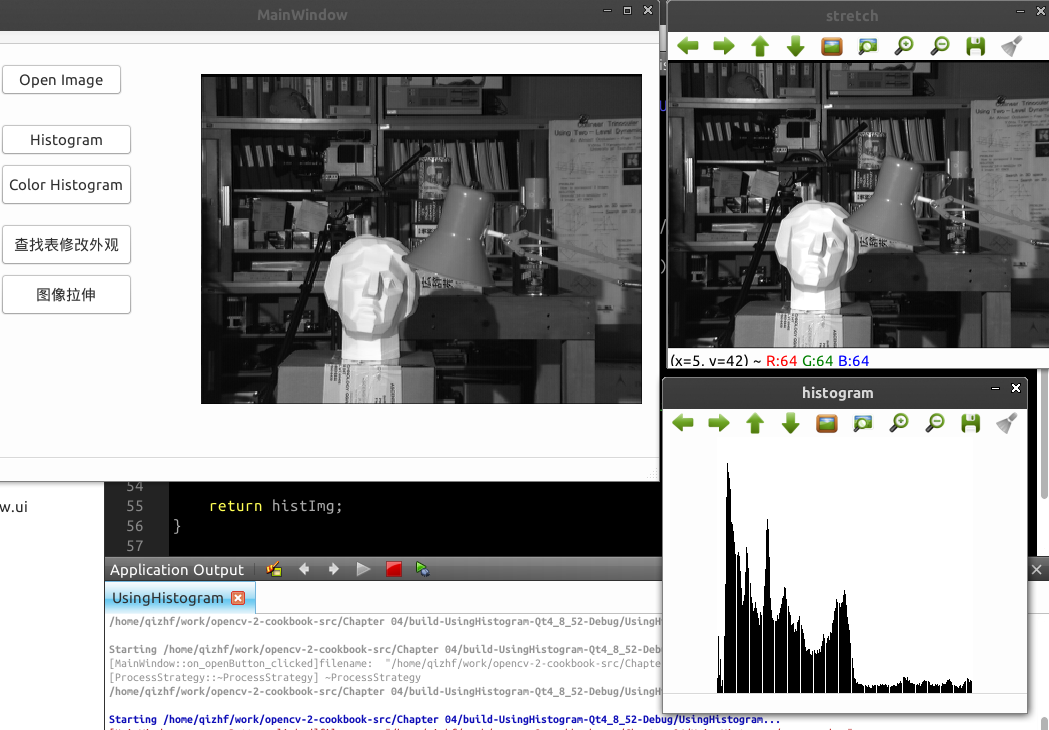 MainWindow
Open Image
Histogram
Color Histogram
查找表修改外观
图像拉伸
stretch
Using Two-Level Dynamic
(x=5, y=42) ~ R:64 G:64 B:64
histogram
w.ui
54
55 return histImg;
56 }
57
Application Output
UsingHistogram
/home/qizhf/work/opencv-2-cookbook-src/Chapter 04/build-UsingHistogram-Qt4_8_52-Debug/UsingH
Starting /home/qizhf/work/opencv-2-cookbook-src/Chapter 04/build-UsingHistogram-Qt4_8_52-Deb
[MainWindow::on_openButton_clicked]filename: "/home/qizhf/work/opencv-2-cookbook-src/Chapte
[ProcessStrategy::~ProcessStrategy] ~ProcessStrategy
/home/qizhf/work/opencv-2-cookbook-src/Chapter 04/build-UsingHistogram-Qt4_8_52-Debug/UsingH
Starting /home/qizhf/work/opencv-2-cookbook-src/Chapter 04/build-UsingHistogram-Qt4_8_52-Debug/UsingHistogram...